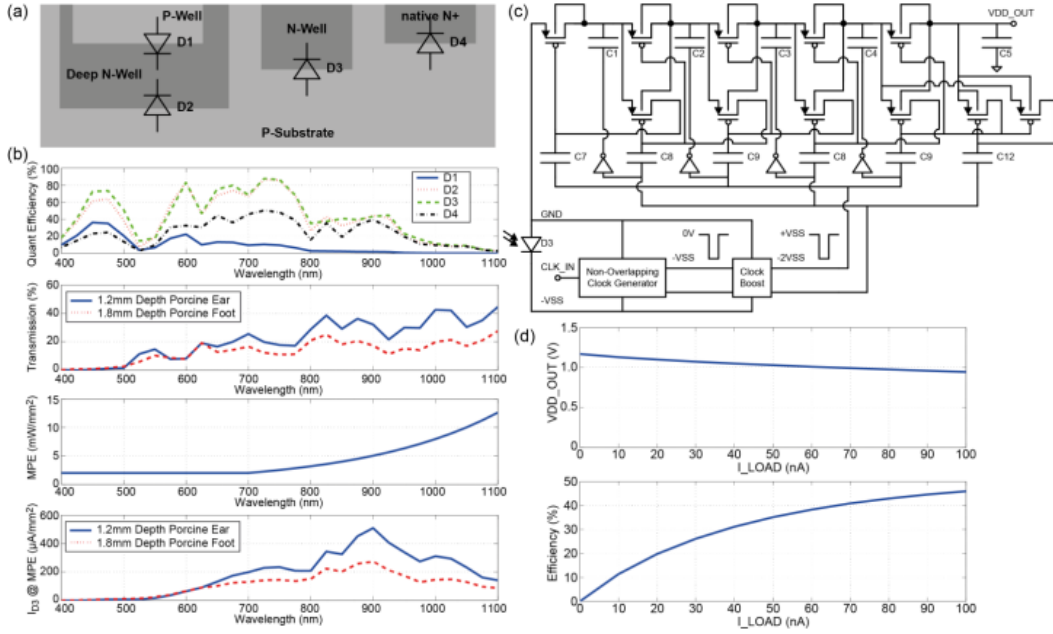 (a)
P-Well
D1
Deep N-Well
D2
N-Well
D3
native N+
D4
P-Substrate
(b)
Quant Efficiency (%)
100
80
60
40
20
0
D1
D2
D3
D4
400 500 600 700 800 900 1000 1100
Wavelength (nm)
Transmission (%)
60
40
20
0
1.2mm Depth Porcine Ear
1.8mm Depth Porcine Foot
400 500 600 700 800 900 1000 1100
Wavelength (nm)
MPE (mW/mm²)
15
10
5
0
400 500 600 700 800 900 1000 1100
Wavelength (nm)
I_D3 @ MPE (µA/mm²)
600
400
200
0
1.2mm Depth Porcine Ear
1.8mm Depth Porcine Foot
400 500 600 700 800 900 1000 1100
Wavelength (nm)
(c)
VDD_OUT
C1
C2
C3
C4
C5
C7
C8
C9
C8
C9
C12
GND
D3
CLK_IN
-VSS
Non-Overlapping
Clock Generator
0V
-VSS
Clock
Boost
+VSS
-2VSS
(d)
VDD_OUT (V)
1.5
1.0
0.5
0
0 10 20 30 40 50 60 70 80 90 100
I_LOAD (nA)
Efficiency (%)
50
40
30
20
10
0
0 10 20 30 40 50 60 70 80 90 100
I_LOAD (nA)